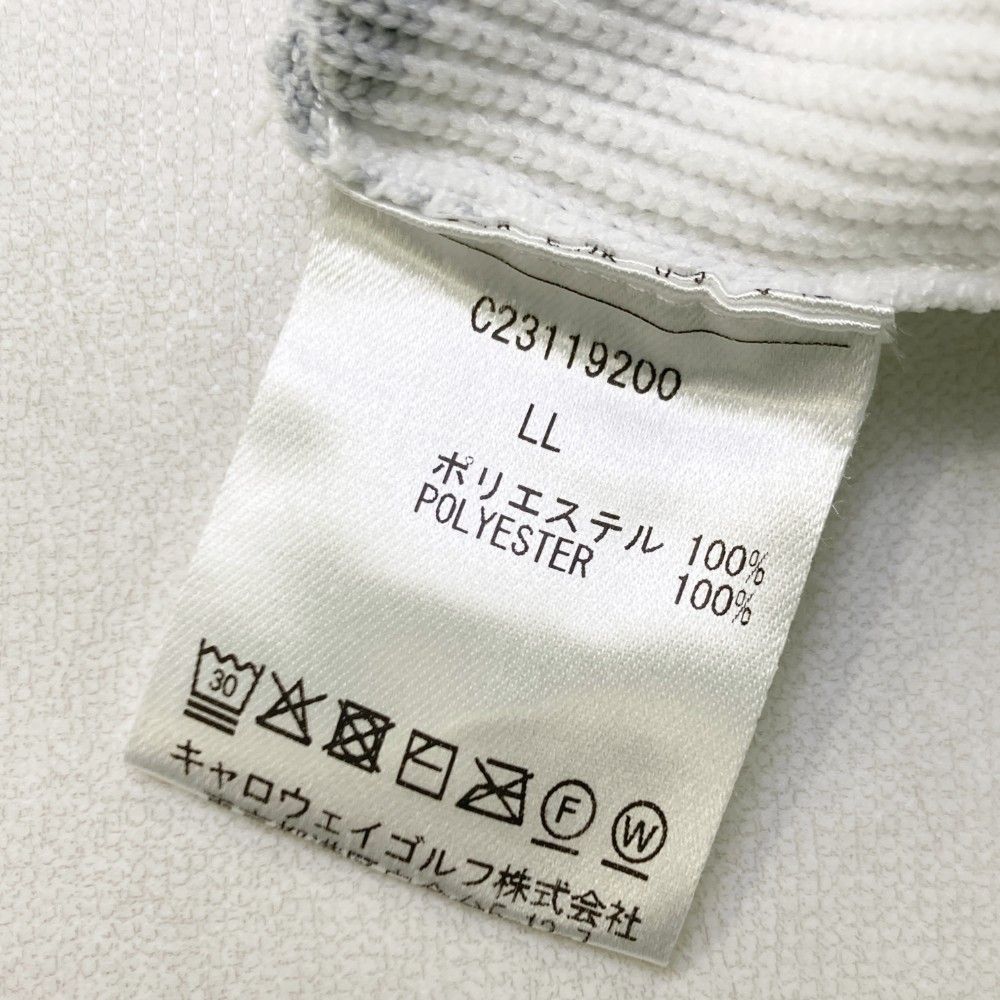 C23119200
LL
ポリエステル 100%
POLYESTER 100%
30
F
W
キャロウェイゴルフ株式会社